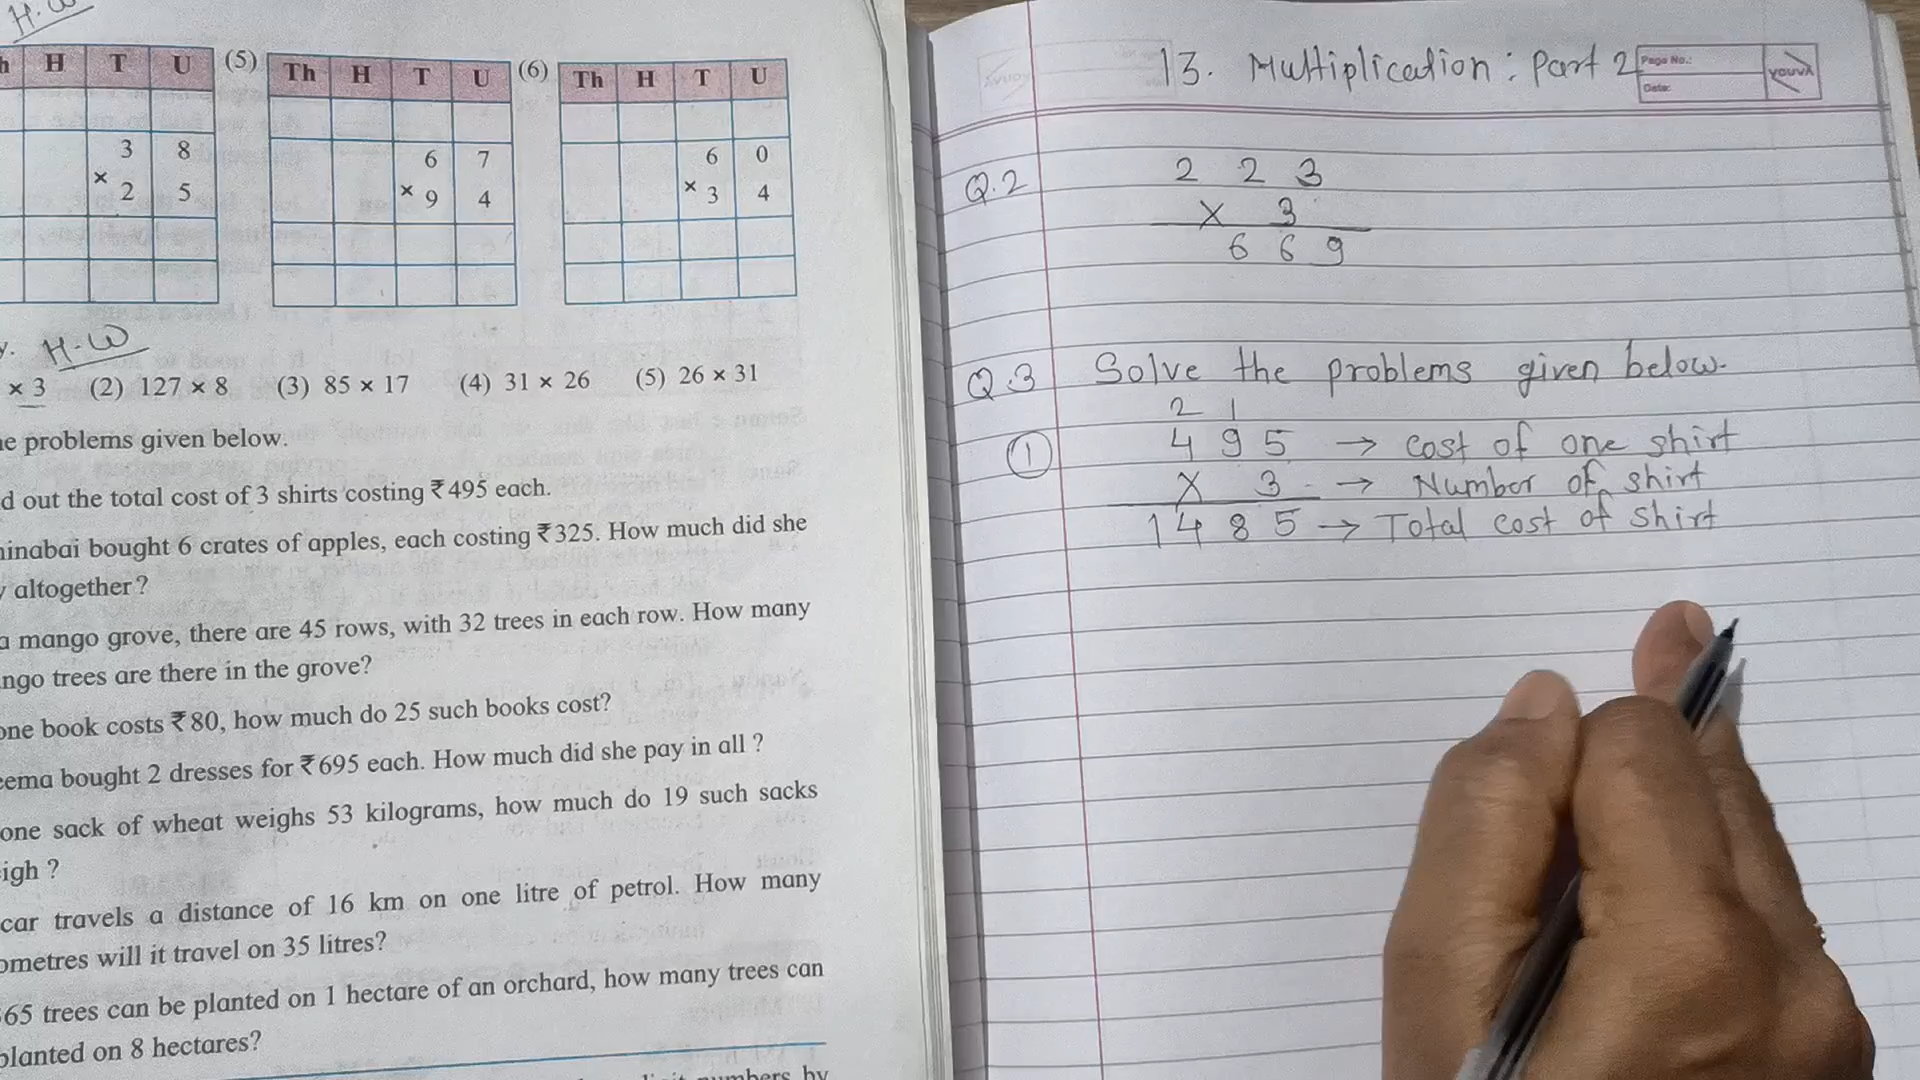 H.W
h H T U (5) Th H T U (6) Th H T U
3 8
× 2 5
6 7
× 9 4
6 0
× 3 4
y. H.W
× 3 (2) 127 × 8 (3) 85 × 17 (4) 31 × 26 (5) 26 × 31
e problems given below.
d out the total cost of 3 shirts costing ₹495 each.
inabai bought 6 crates of apples, each costing ₹325. How much did she
y altogether?
a mango grove, there are 45 rows, with 32 trees in each row. How many
ngo trees are there in the grove?
one book costs ₹80, how much do 25 such books cost?
eema bought 2 dresses for ₹695 each. How much did she pay in all ?
one sack of wheat weighs 53 kilograms, how much do 19 such sacks
igh ?
car travels a distance of 16 km on one litre of petrol. How many
ometres will it travel on 35 litres?
65 trees can be planted on 1 hectare of an orchard, how many trees can
planted on 8 hectares?
numbers by
13. Multiplication : Part 2
Page No.:
Date:
YOUVA
Q.2 2 2 3
X 3
6 6 9
Q.3 Solve the problems given below.
2 1
1 4 9 5 → Cost of one shirt
X 3 → Number of shirt
1 4 8 5 → Total cost of shirt